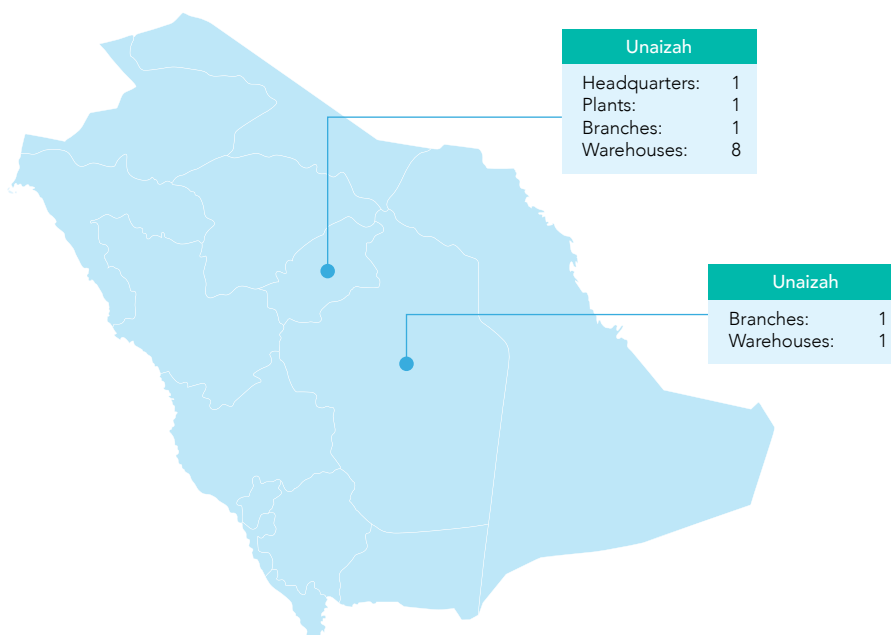 Unaizah
Headquarters: 1
Plants: 1
Branches: 1
Warehouses: 8
Unaizah
Branches: 1
Warehouses: 1